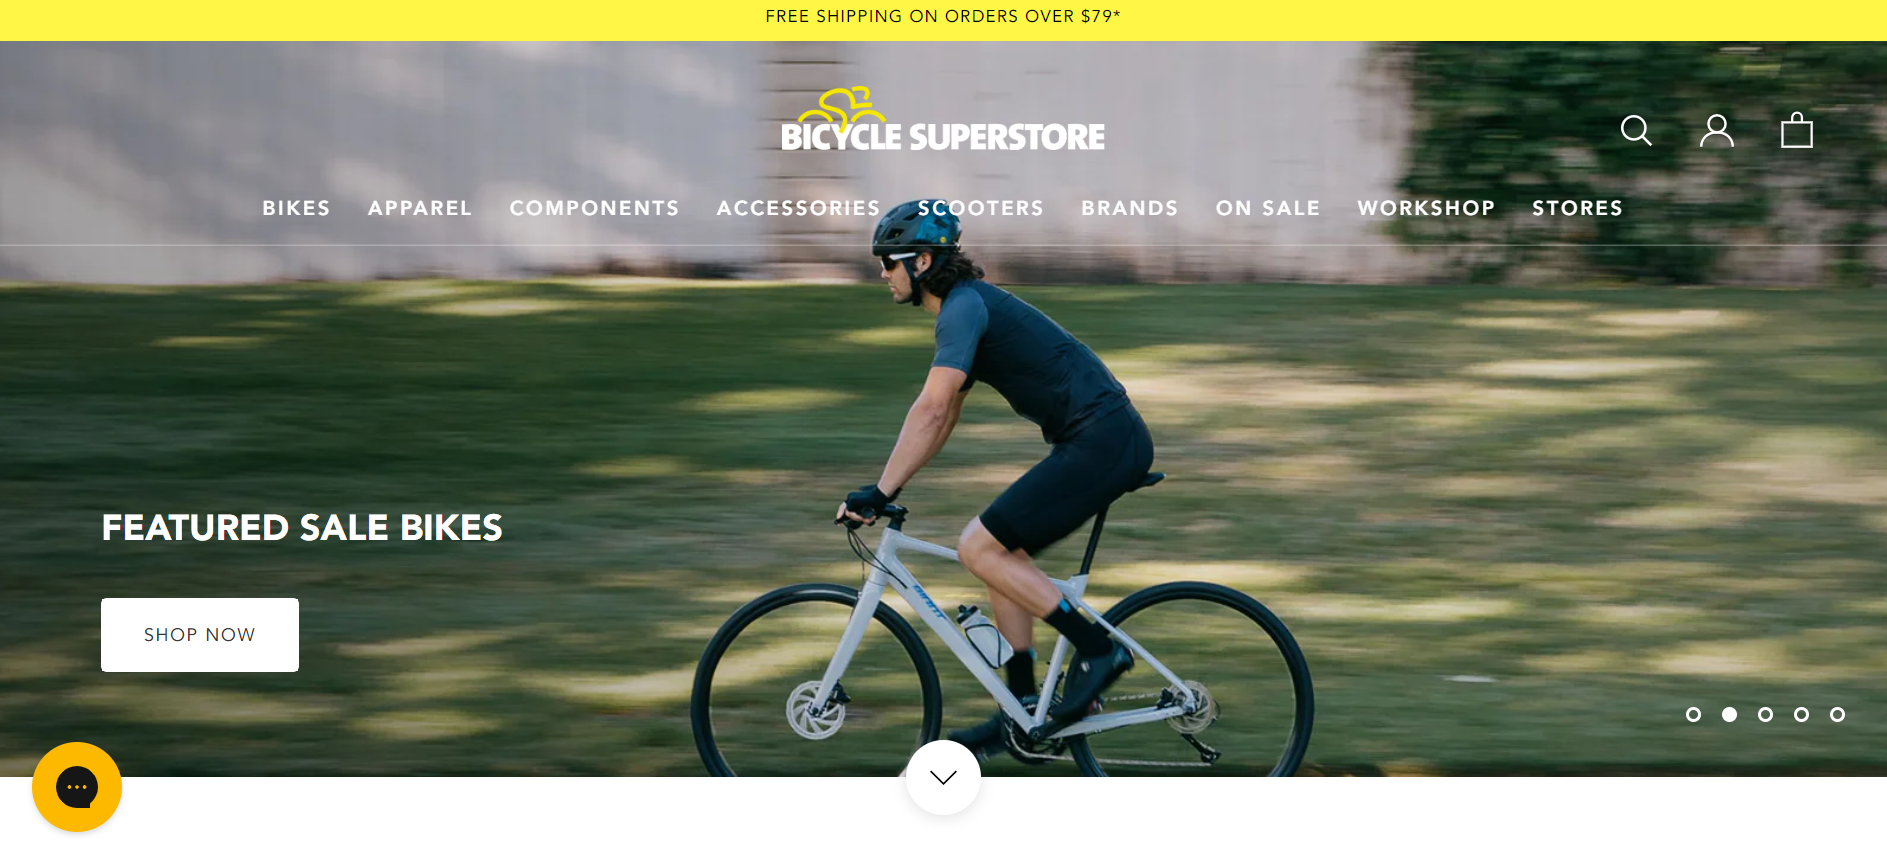 FREE SHIPPING ON ORDERS OVER $79*
BICYCLE SUPERSTORE
BIKES APPAREL COMPONENTS ACCESSORIES SCOOTERS BRANDS ON SALE WORKSHOP STORES
GIANT
FEATURED SALE BIKES
SHOP NOW